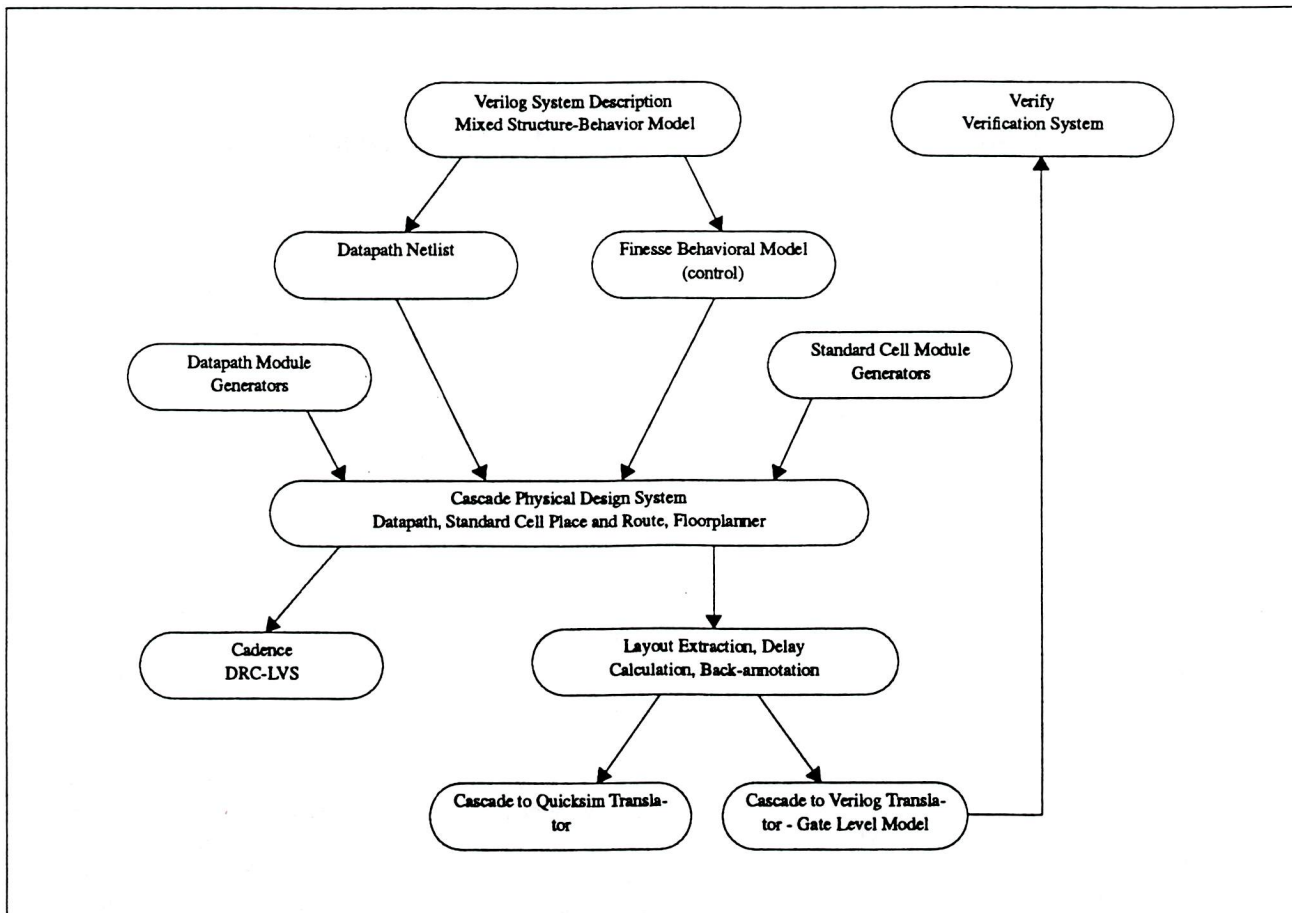 Verilog System Description
Mixed Structure-Behavior Model
Verify
Verification System
Datapath Netlist
Finesse Behavioral Model
(control)
Datapath Module
Generators
Standard Cell Module
Generators
Cascade Physical Design System
Datapath, Standard Cell Place and Route, Floorplanner
Cadence
DRC-LVS
Layout Extraction, Delay
Calculation, Back-annotation
Cascade to Quicksim Transla-
tor
Cascade to Verilog Transla-
tor - Gate Level Model